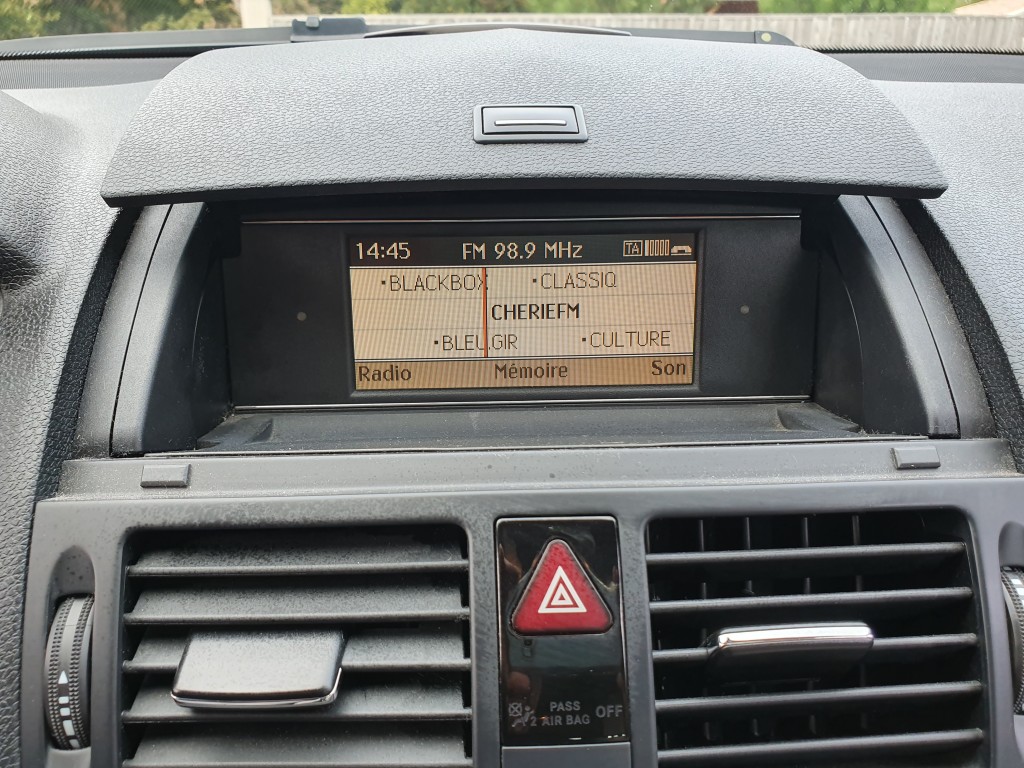 14:45 FM 98.9 MHz TA
BLACKBOX CLASSIQ
CHERIEFM
BLEU GIR CULTURE
Radio Mémoire Son
PASS
2 AIR BAG OFF